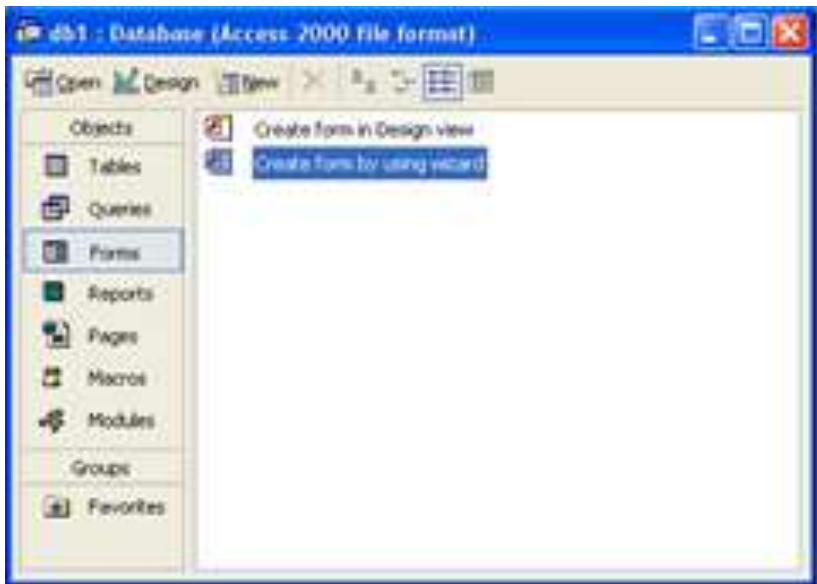 db1 : Database (Access 2000 file format)
Open Design New
Objects
Tables
Queries
Forms
Reports
Pages
Macros
Modules
Groups
Favorites
Create form in Design view
Create form by using wizard